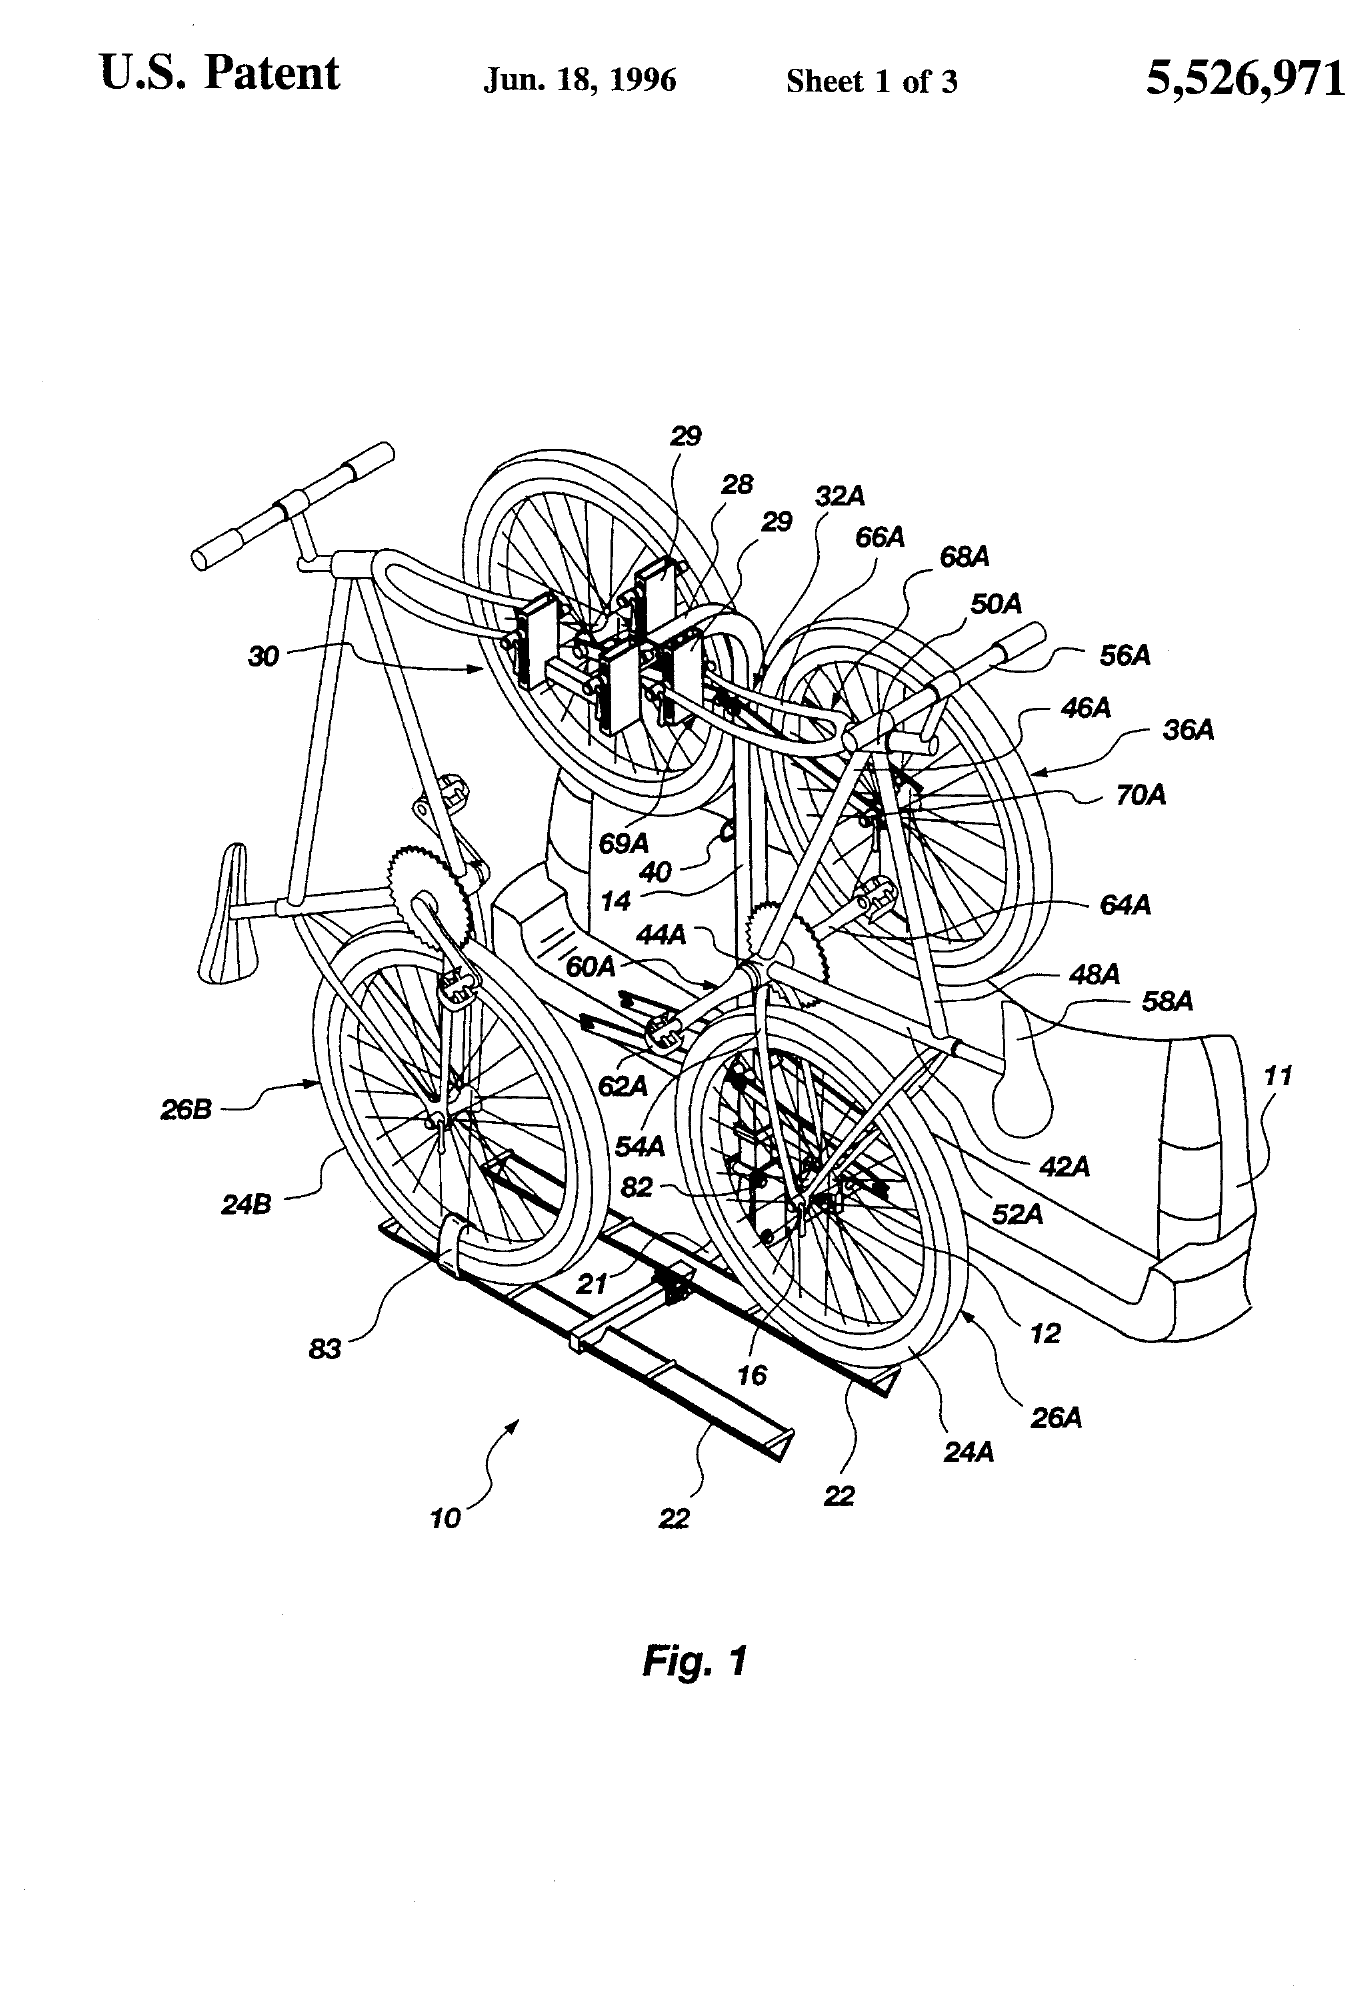 U.S. Patent Jun. 18, 1996 Sheet 1 of 3 5,526,971
29
28
32A
29
66A
68A
50A
56A
30
46A
36A
70A
69A
40
14
64A
44A
60A
48A
58A
62A
11
26B
54A
42A
82
24B
52A
21
12
83
16
26A
24A
22
10
22
Fig. 1